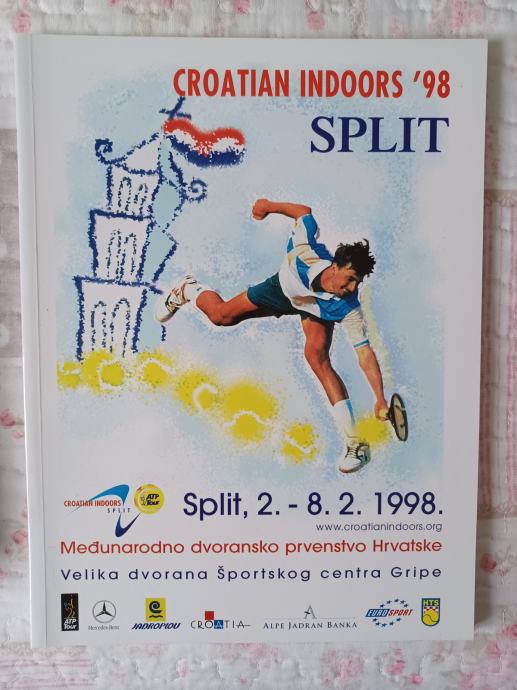 CROATIAN INDOORS '98
SPLIT
CROATIAN INDOORS
SPLIT
ATP
TOUR
Split, 2. - 8. 2. 1998.
www.croatianindoors.org
Međunarodno dvoransko prvenstvo Hrvatske
Velika dvorana Športskog centra Gripe
ATP
TOUR
Mercedes-Benz
JADROPLOV
CROATIA
ALPE JADRAN BANKA
EUROSPORT
HTS